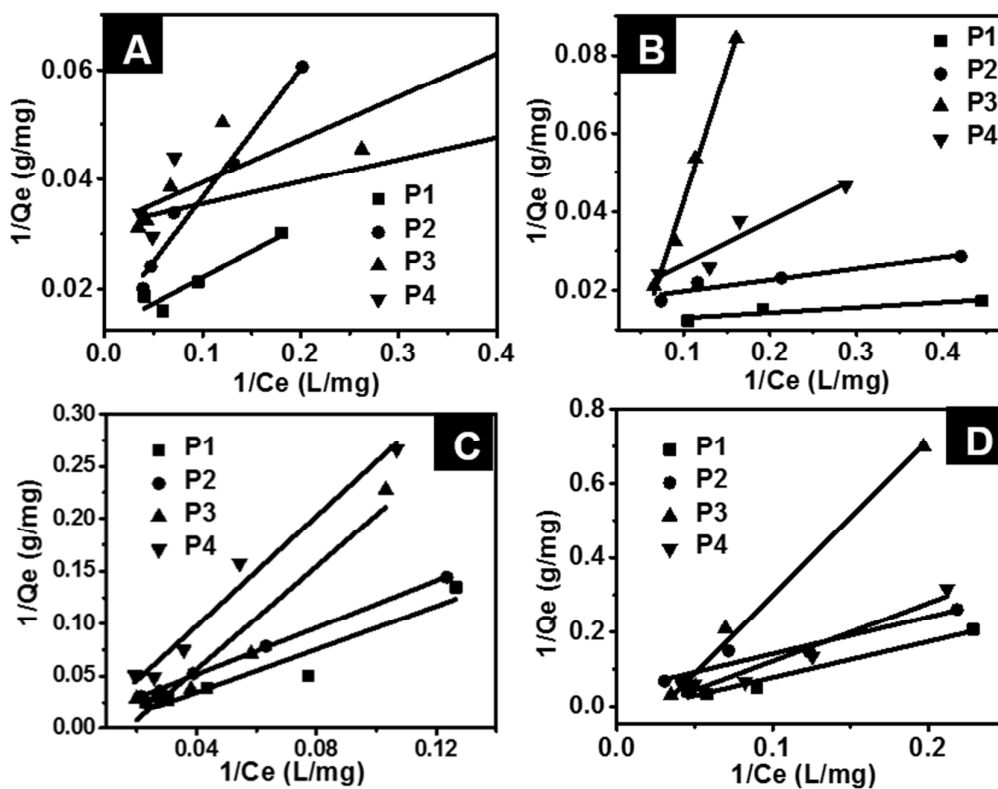 A
0.06
0.04
0.02
1/Qe (g/mg)
P1
P2
P3
P4
0.0 0.1 0.2 0.3 0.4
1/Ce (L/mg)
B
0.08
0.06
0.04
0.02
1/Qe (g/mg)
P1
P2
P3
P4
0.1 0.2 0.3 0.4
1/Ce (L/mg)
C
0.30
0.25
0.20
0.15
0.10
0.05
0.00
1/Qe (g/mg)
P1
P2
P3
P4
0.04 0.08 0.12
1/Ce (L/mg)
D
0.8
0.6
0.4
0.2
0.0
1/Qe (g/mg)
P1
P2
P3
P4
0.0 0.1 0.2
1/Ce (L/mg)